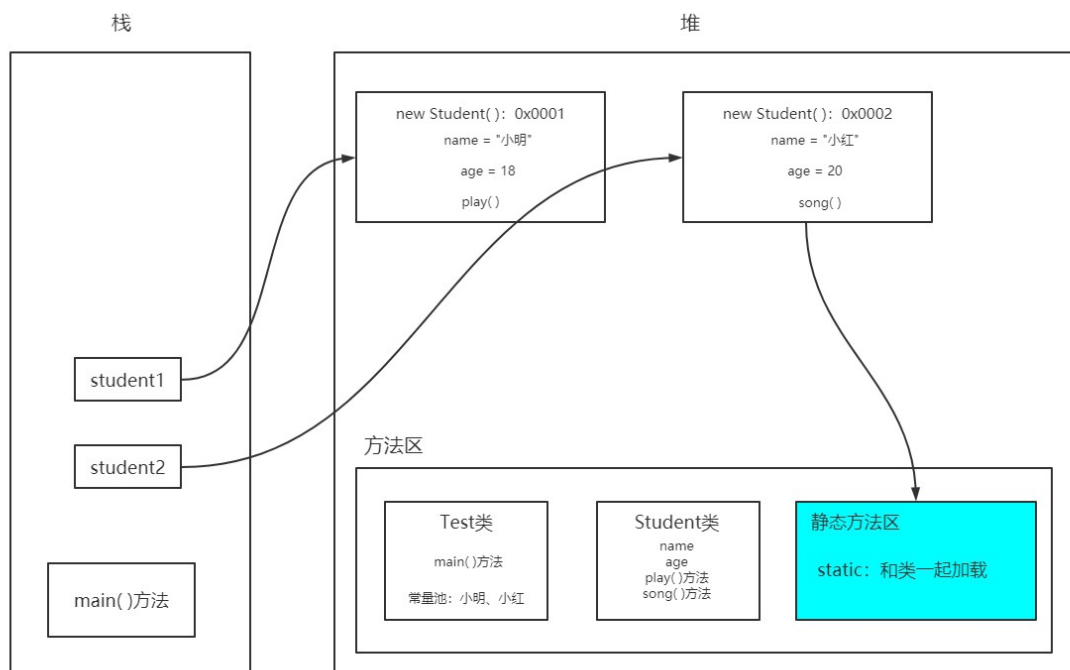 栈
堆
new Student( )：0x0001
name = "小明"
age = 18
play( )
new Student( )：0x0002
name = "小红"
age = 20
song( )
student1
student2
main( )方法
方法区
Test类
main( )方法
常量池：小明、小红
Student类
name
age
play( )方法
song( )方法
静态方法区
static：和类一起加载